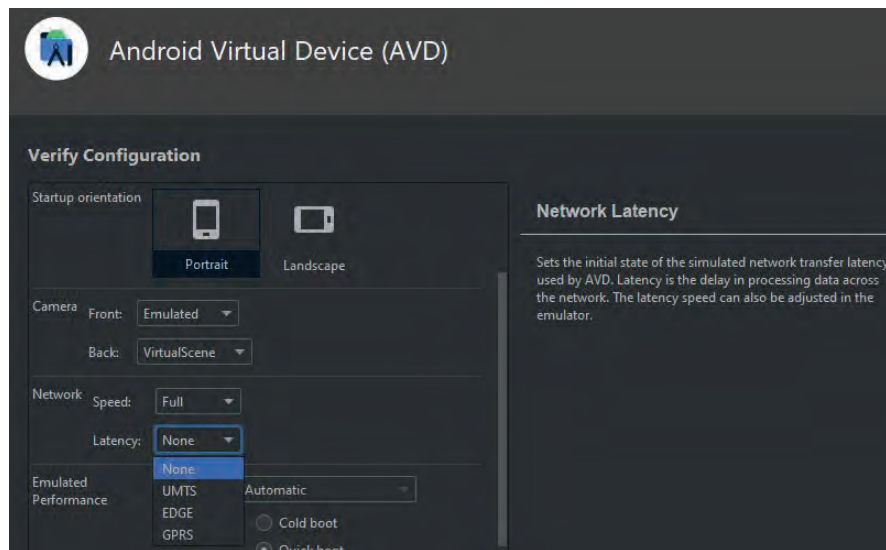 Android Virtual Device (AVD)
Verify Configuration
Startup orientation
Portrait
Landscape
Camera
Front:
Emulated
Back:
VirtualScene
Network
Speed:
Full
Latency:
None
None
UMTS
EDGE
GPRS
Emulated
Performance
Automatic
Cold boot
Quick boot
Network Latency
Sets the initial state of the simulated network transfer latency
used by AVD. Latency is the delay in processing data across
the network. The latency speed can also be adjusted in the
emulator.